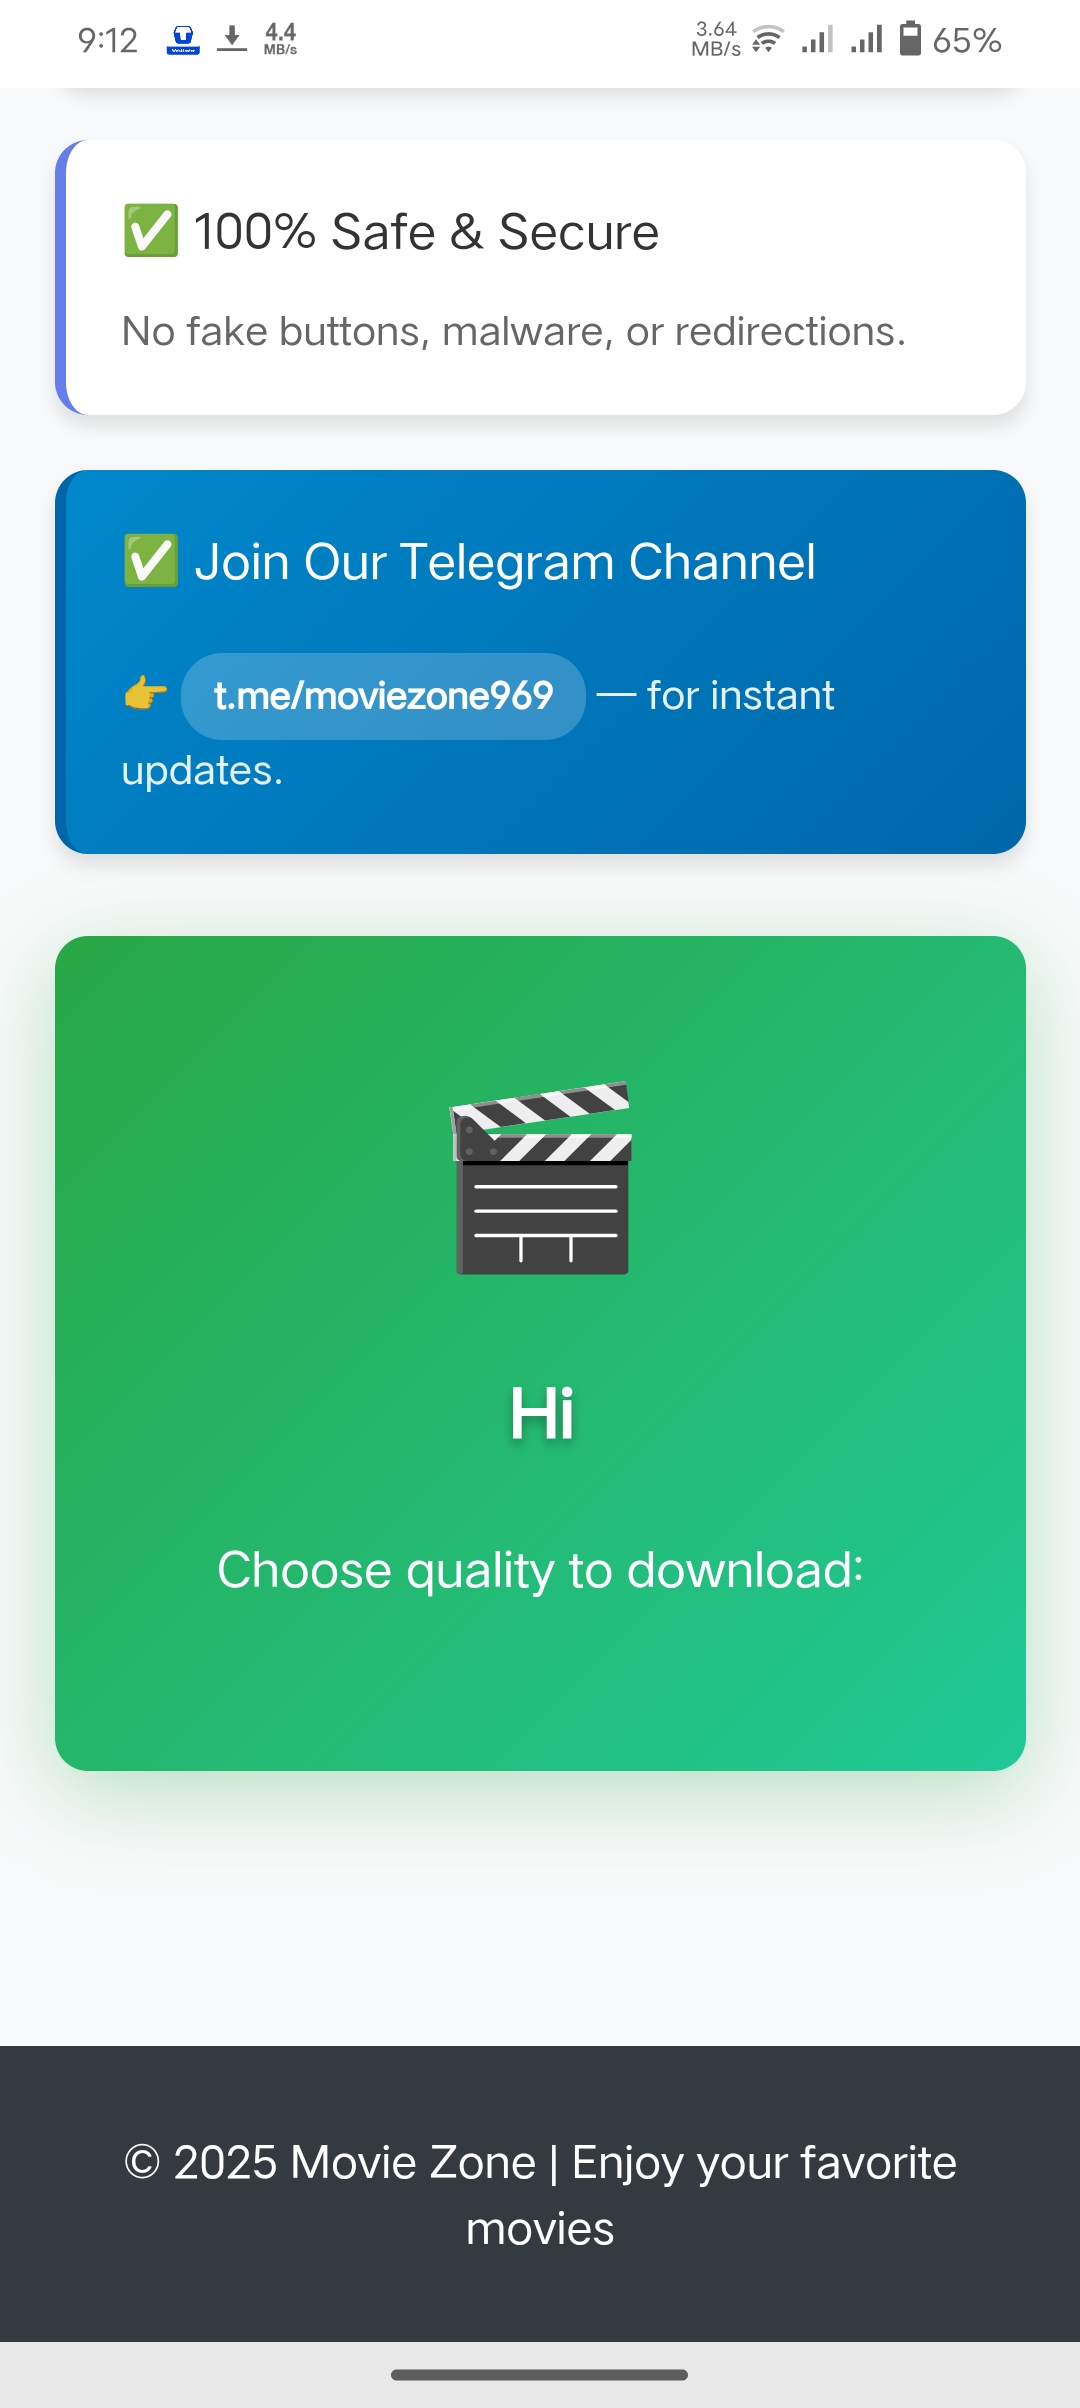 9:12 4.4 MB/s 3.64 MB/s 65%
✅ 100% Safe & Secure
No fake buttons, malware, or redirections.
✅ Join Our Telegram Channel
👉 t.me/moviezone969 — for instant
updates.
Hi
Choose quality to download:
© 2025 Movie Zone | Enjoy your favorite
movies